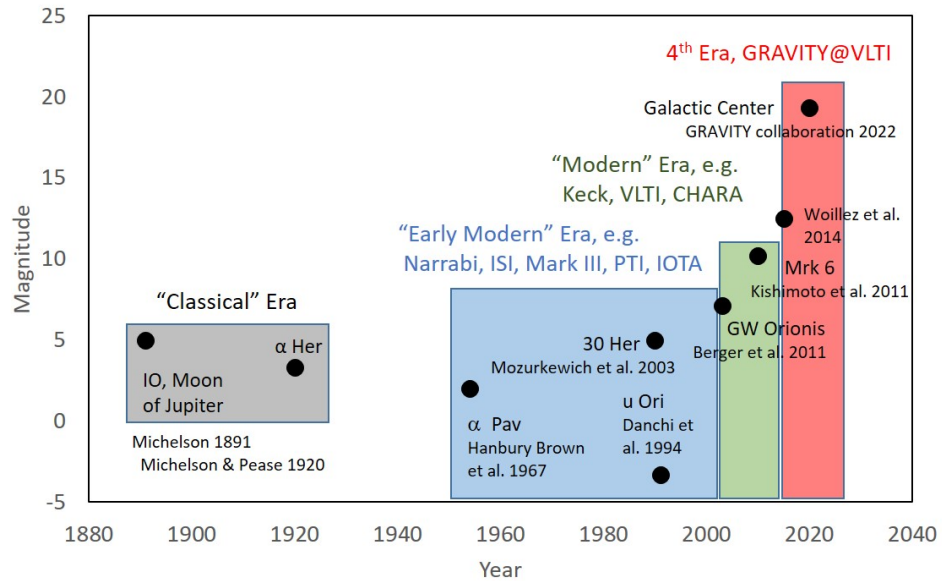 25
20
15
10
5
0
-5
Magnitude
4th Era, GRAVITY@VLTI
Galactic Center
GRAVITY collaboration 2022
“Modern” Era, e.g.
Keck, VLTI, CHARA
Woillez et al.
2014
“Early Modern” Era, e.g.
Narrabi, ISI, Mark III, PTI, IOTA
Mrk 6
Kishimoto et al. 2011
“Classical” Era
GW Orionis
Berger et al. 2011
α Her
30 Her
Mozurkewich et al. 2003
IO, Moon
of Jupiter
u Ori
Danchi et
al. 1994
α Pav
Hanbury Brown
et al. 1967
Michelson 1891
Michelson & Pease 1920
1880 1900 1920 1940 1960 1980 2000 2020 2040
Year